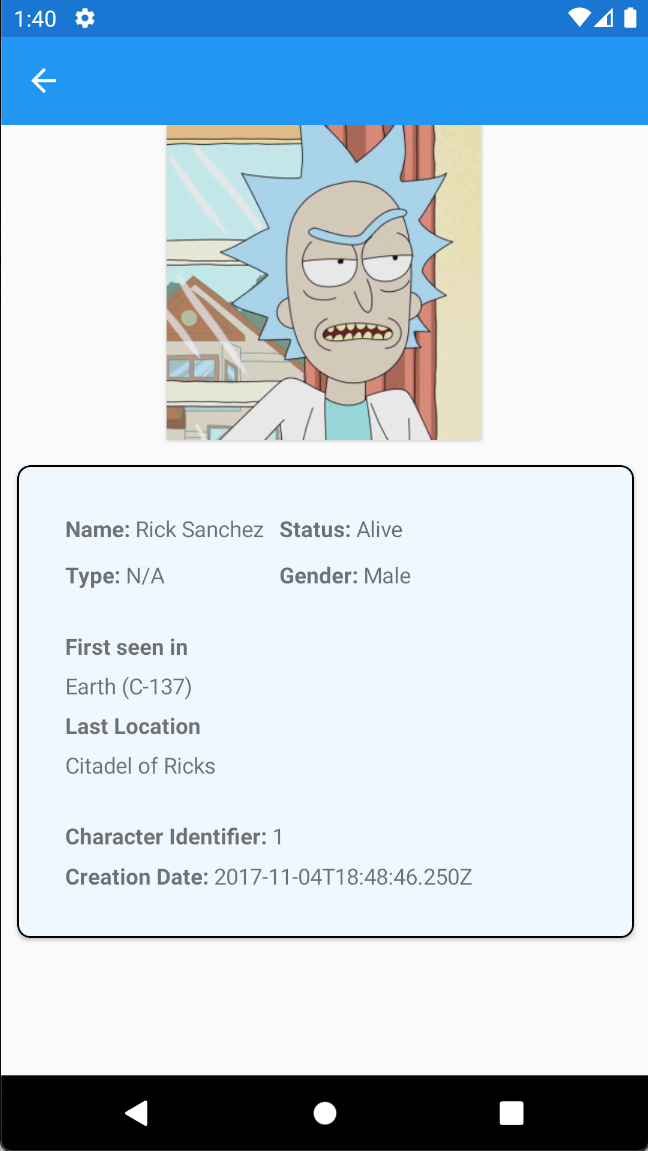 1:40
Name: Rick Sanchez Status: Alive
Type: N/A Gender: Male
First seen in
Earth (C-137)
Last Location
Citadel of Ricks
Character Identifier: 1
Creation Date: 2017-11-04T18:48:46.250Z